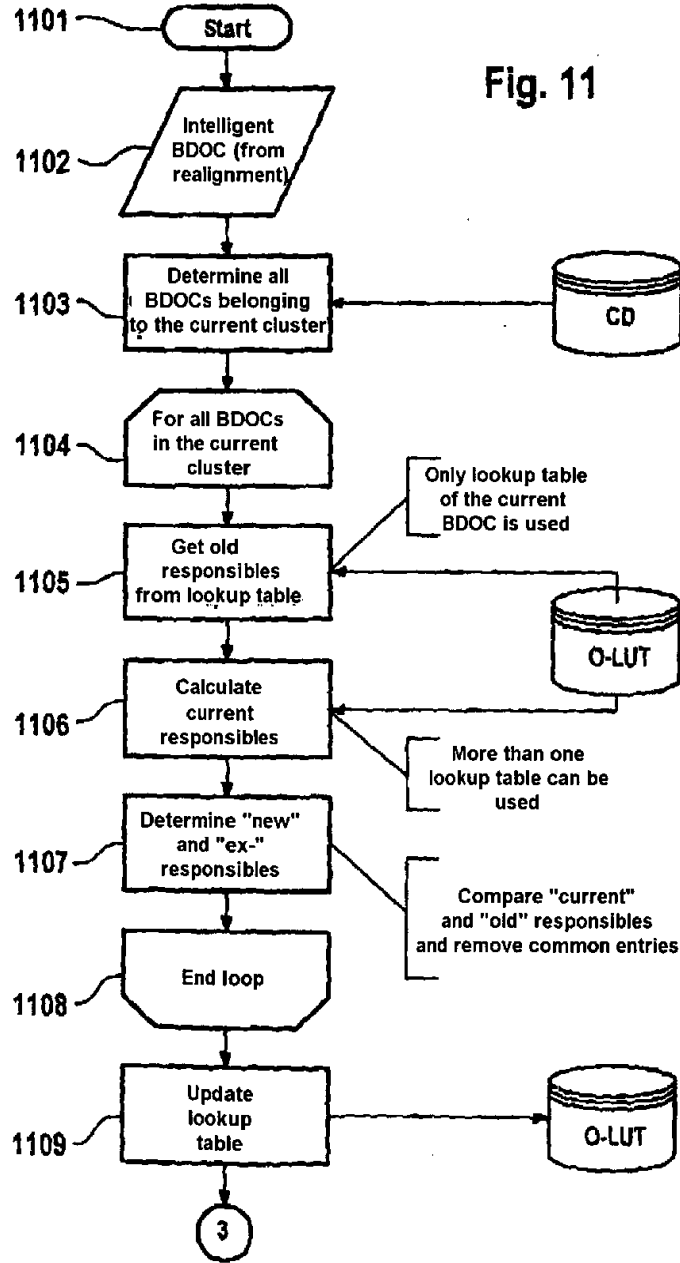 1101
Start
Fig. 11
1102
Intelligent
BDOC (from
realignment)
1103
Determine all
BDOCs belonging
to the current cluster
CD
1104
For all BDOCs
in the current
cluster
Only lookup table
of the current
BDOC is used
1105
Get old
responsibles
from lookup table
O-LUT
1106
Calculate
current
responsibles
More than one
lookup table can be
used
1107
Determine "new"
and "ex-"
responsibles
Compare "current"
and "old" responsibles
and remove common entries
1108
End loop
1109
Update
lookup
table
O-LUT
3